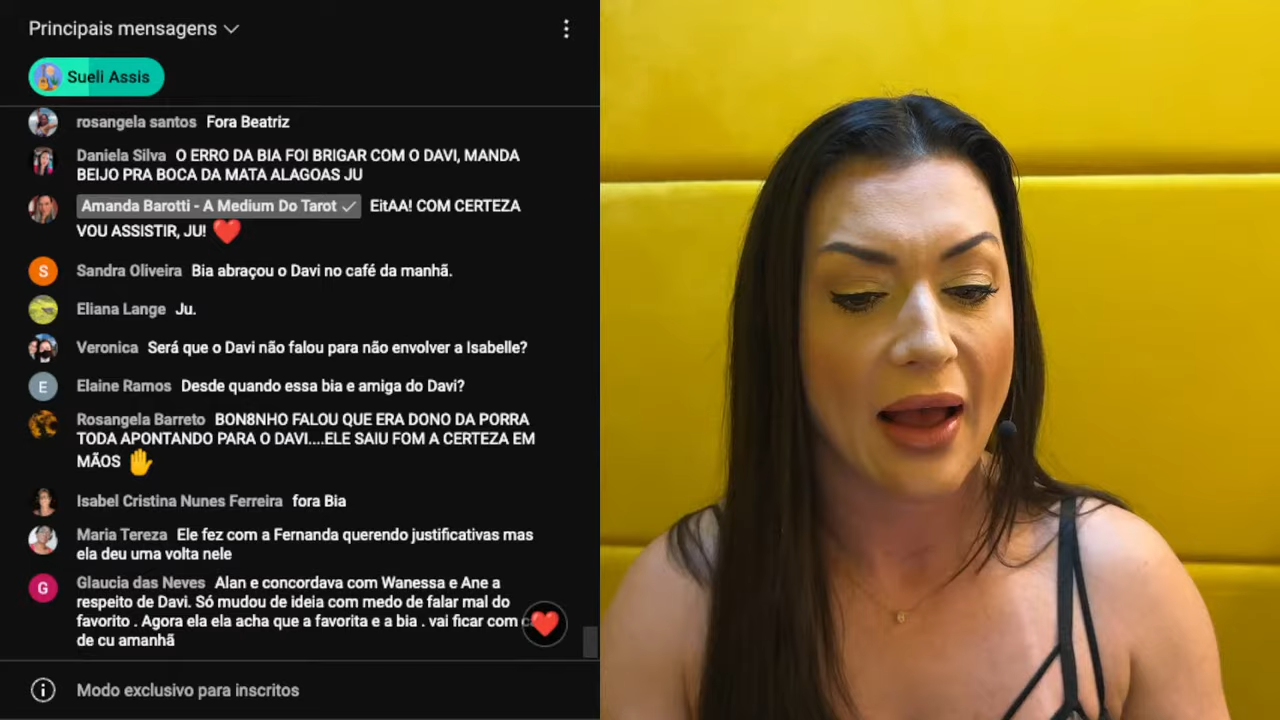 Principais mensagens
Sueli Assis
rosangela santos Fora Beatriz
Daniela Silva O ERRO DA BIA FOI BRIGAR COM O DAVI, MANDA
BEIJO PRA BOCA DA MATA ALAGOAS JU
Amanda Barotti - A Medium Do Tarot ✓ EitAA! COM CERTEZA
VOU ASSISTIR, JU! ❤️
S Sandra Oliveira Bia abraçou o Davi no café da manhã.
Eliana Lange Ju.
Veronica Será que o Davi não falou para não envolver a Isabelle?
E Elaine Ramos Desde quando essa bia e amiga do Davi?
Rosangela Barreto BON8NHO FALOU QUE ERA DONO DA PORRA
TODA APONTANDO PARA O DAVI....ELE SAIU FOM A CERTEZA EM
MÃOS ✋
Isabel Cristina Nunes Ferreira fora Bia
Maria Tereza Ele fez com a Fernanda querendo justificativas mas
ela deu uma volta nele
G Glaucia das Neves Alan e concordava com Wanessa e Ane a
respeito de Davi. Só mudou de ideia com medo de falar mal do
favorito . Agora ela ela acha que a favorita e a bia . vai ficar com
de cu amanhã
Modo exclusivo para inscritos